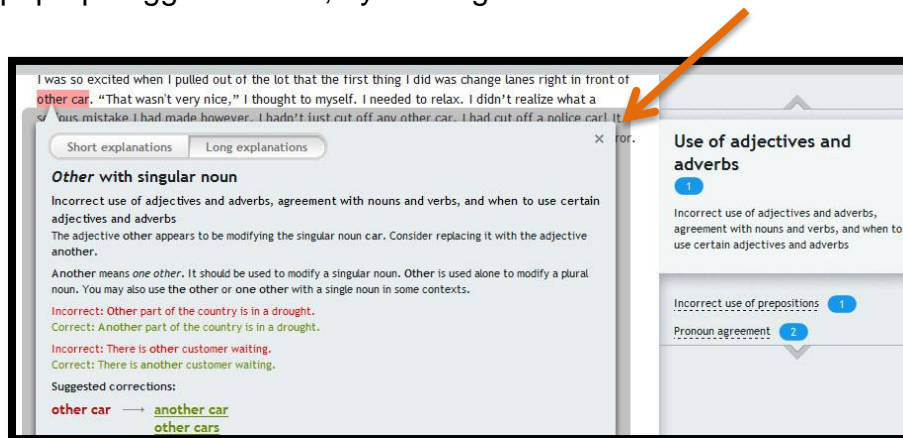 I was so excited when I pulled out of the lot that the first thing I did was change lanes right in front of
other car. “That wasn't very nice,” I thought to myself. I needed to relax. I didn't realize what a
mistake I had made however. I hadn't just cut off any other car. I had cut off a police car! It
Short explanations Long explanations
×
Other with singular noun
Incorrect use of adjectives and adverbs, agreement with nouns and verbs, and when to use certain
adjectives and adverbs
The adjective other appears to be modifying the singular noun car. Consider replacing it with the adjective
another.
Another means one other. It should be used to modify a singular noun. Other is used alone to modify a plural
noun. You may also use the other or one other with a single noun in some contexts.
Incorrect: Other part of the country is in a drought.
Correct: Another part of the country is in a drought.
Incorrect: There is other customer waiting.
Correct: There is another customer waiting.
Suggested corrections:
other car → another car
other cars
Use of adjectives and
adverbs
1
Incorrect use of adjectives and adverbs,
agreement with nouns and verbs, and when to
use certain adjectives and adverbs
Incorrect use of prepositions 1
Pronoun agreement 2